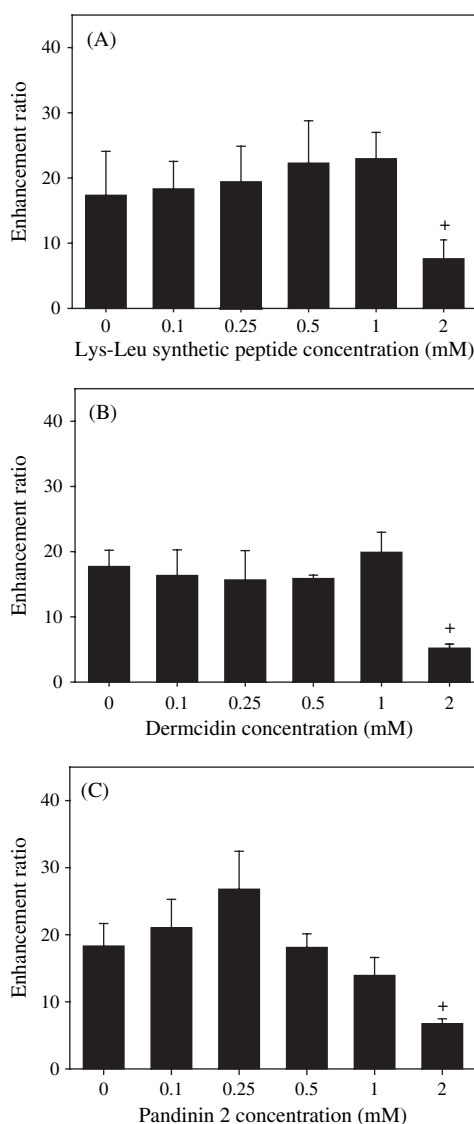 (A)
40
30
20
10
0
Enhancement ratio
+
0 0.1 0.25 0.5 1 2
Lys-Leu synthetic peptide concentration (mM)
(B)
40
30
20
10
0
Enhancement ratio
+
0 0.1 0.25 0.5 1 2
Dermcidin concentration (mM)
(C)
40
30
20
10
0
Enhancement ratio
+
0 0.1 0.25 0.5 1 2
Pandinin 2 concentration (mM)